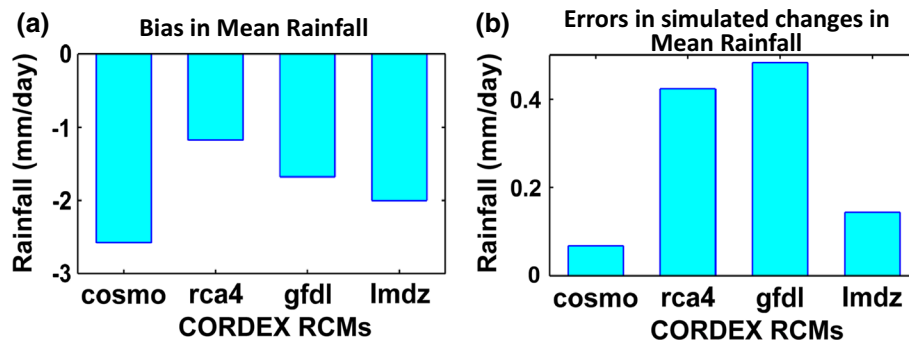 (a)
Bias in Mean Rainfall
Rainfall (mm/day)
0
-1
-2
-3
cosmo rca4 gfdl lmdz
CORDEX RCMs
(b)
Errors in simulated changes in
Mean Rainfall
Rainfall (mm/day)
0.4
0.2
0
cosmo rca4 gfdl lmdz
CORDEX RCMs